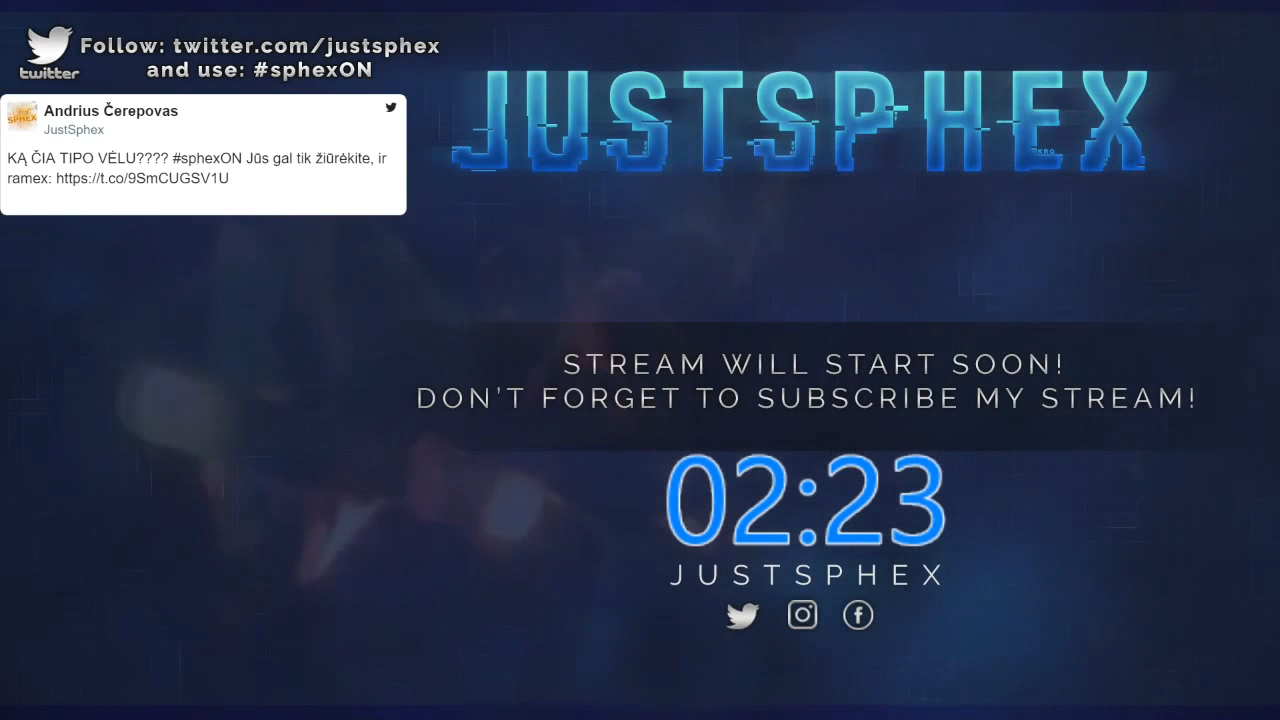 Follow: twitter.com/justsphex
and use: #sphexON
twitter
Andrius Čerepovas
JustSphex
KĄ ČIA TIPO VĖLU???? #sphexON Jūs gal tik žiūrėkite, ir
ramex: https://t.co/9SmCUGSV1U
JUSTSPHEX
STREAM WILL START SOON!
DON'T FORGET TO SUBSCRIBE MY STREAM!
02:23
JUSTSPHEX